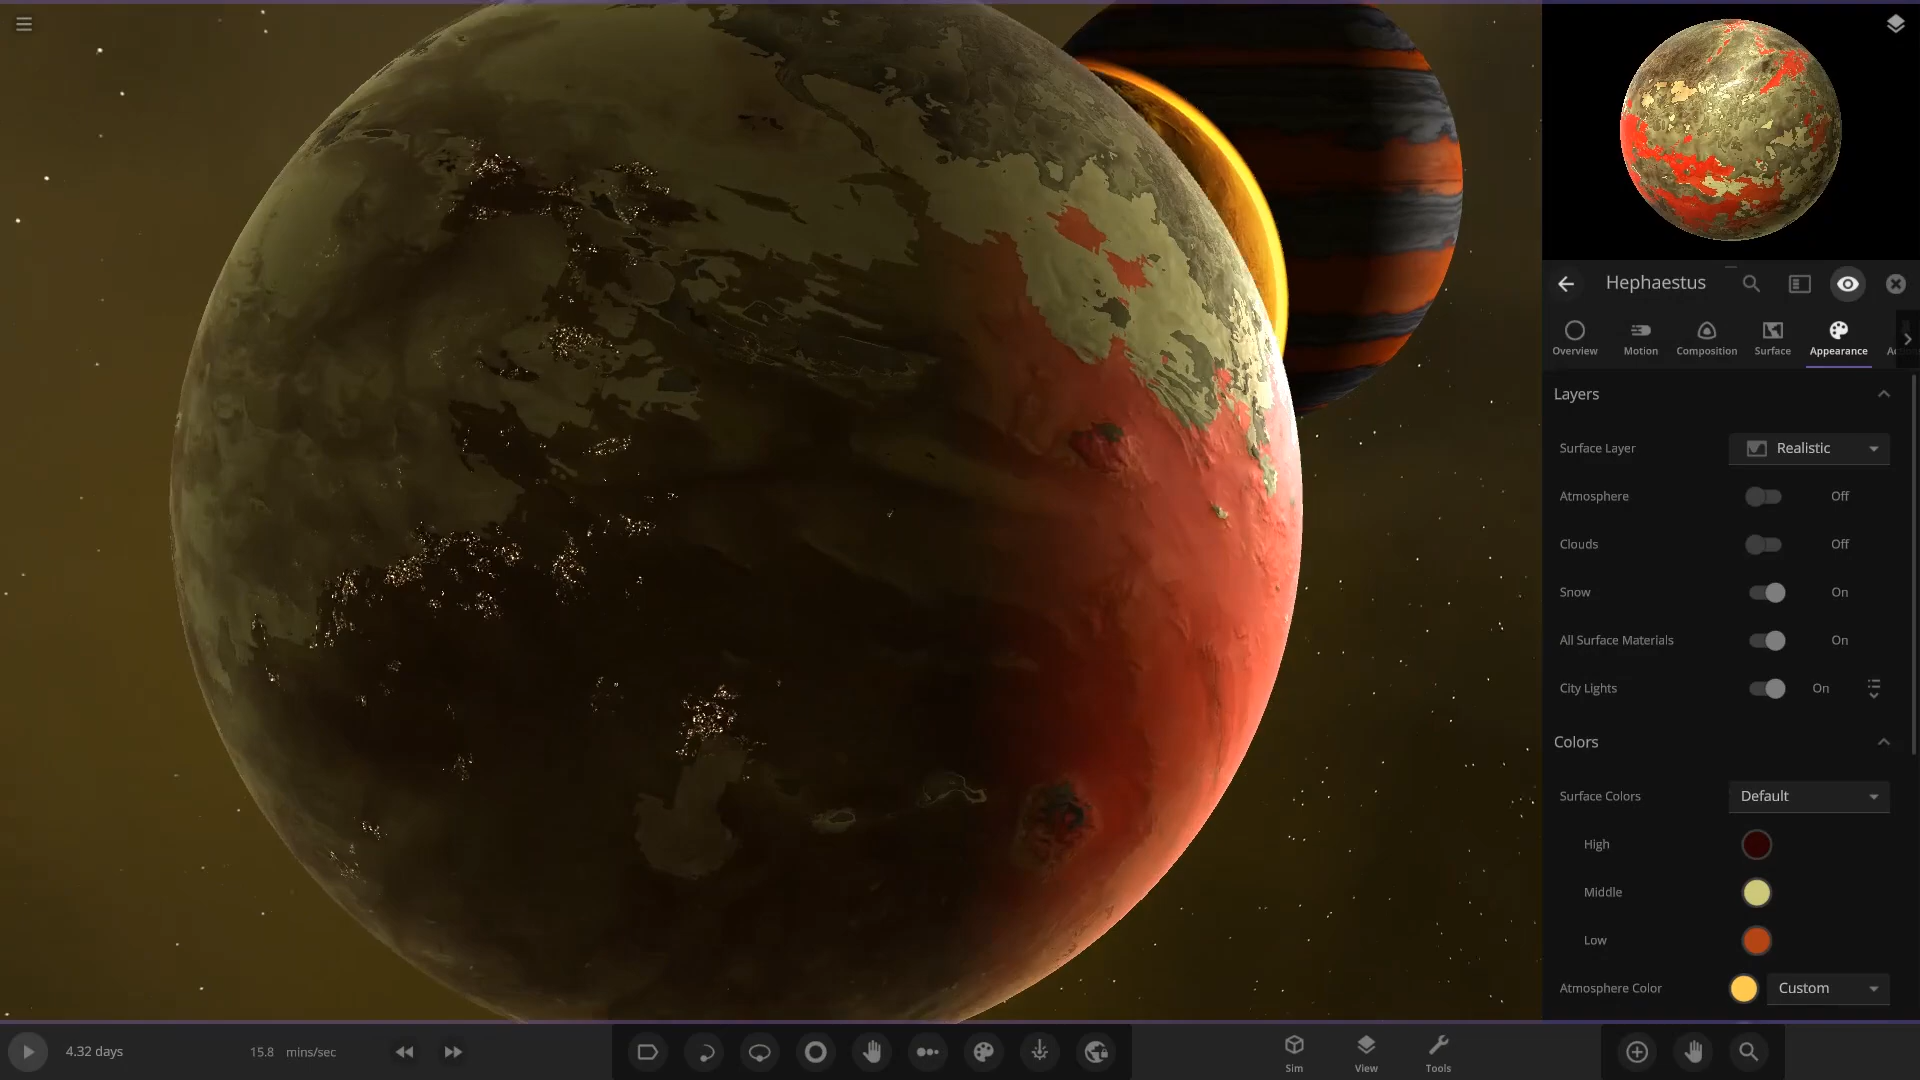 Hephaestus
Overview
Motion
Composition
Surface
Appearance
Layers
Surface Layer
Realistic
Atmosphere
Off
Clouds
Off
Snow
On
All Surface Materials
On
City Lights
On
Colors
Surface Colors
Default
High
Middle
Low
Atmosphere Color
Custom
4.32 days
15.8 mins/sec
Sim
View
Tools